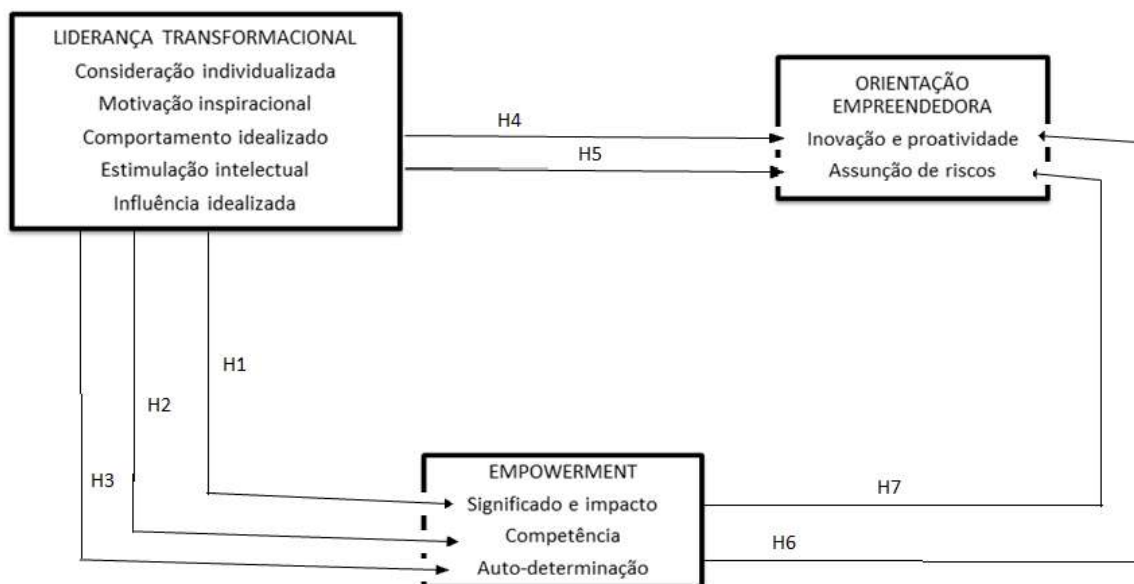 LIDERANÇA TRANSFORMACIONAL
Consideração individualizada
Motivação inspiracional
Comportamento idealizado
Estimulação intelectual
Influência idealizada
H4
H5
ORIENTAÇÃO
EMPREENDEDORA
Inovação e proatividade
Assunção de riscos
H1
H2
H3
EMPOWERMENT
Significado e impacto
Competência
Auto-determinação
H7
H6